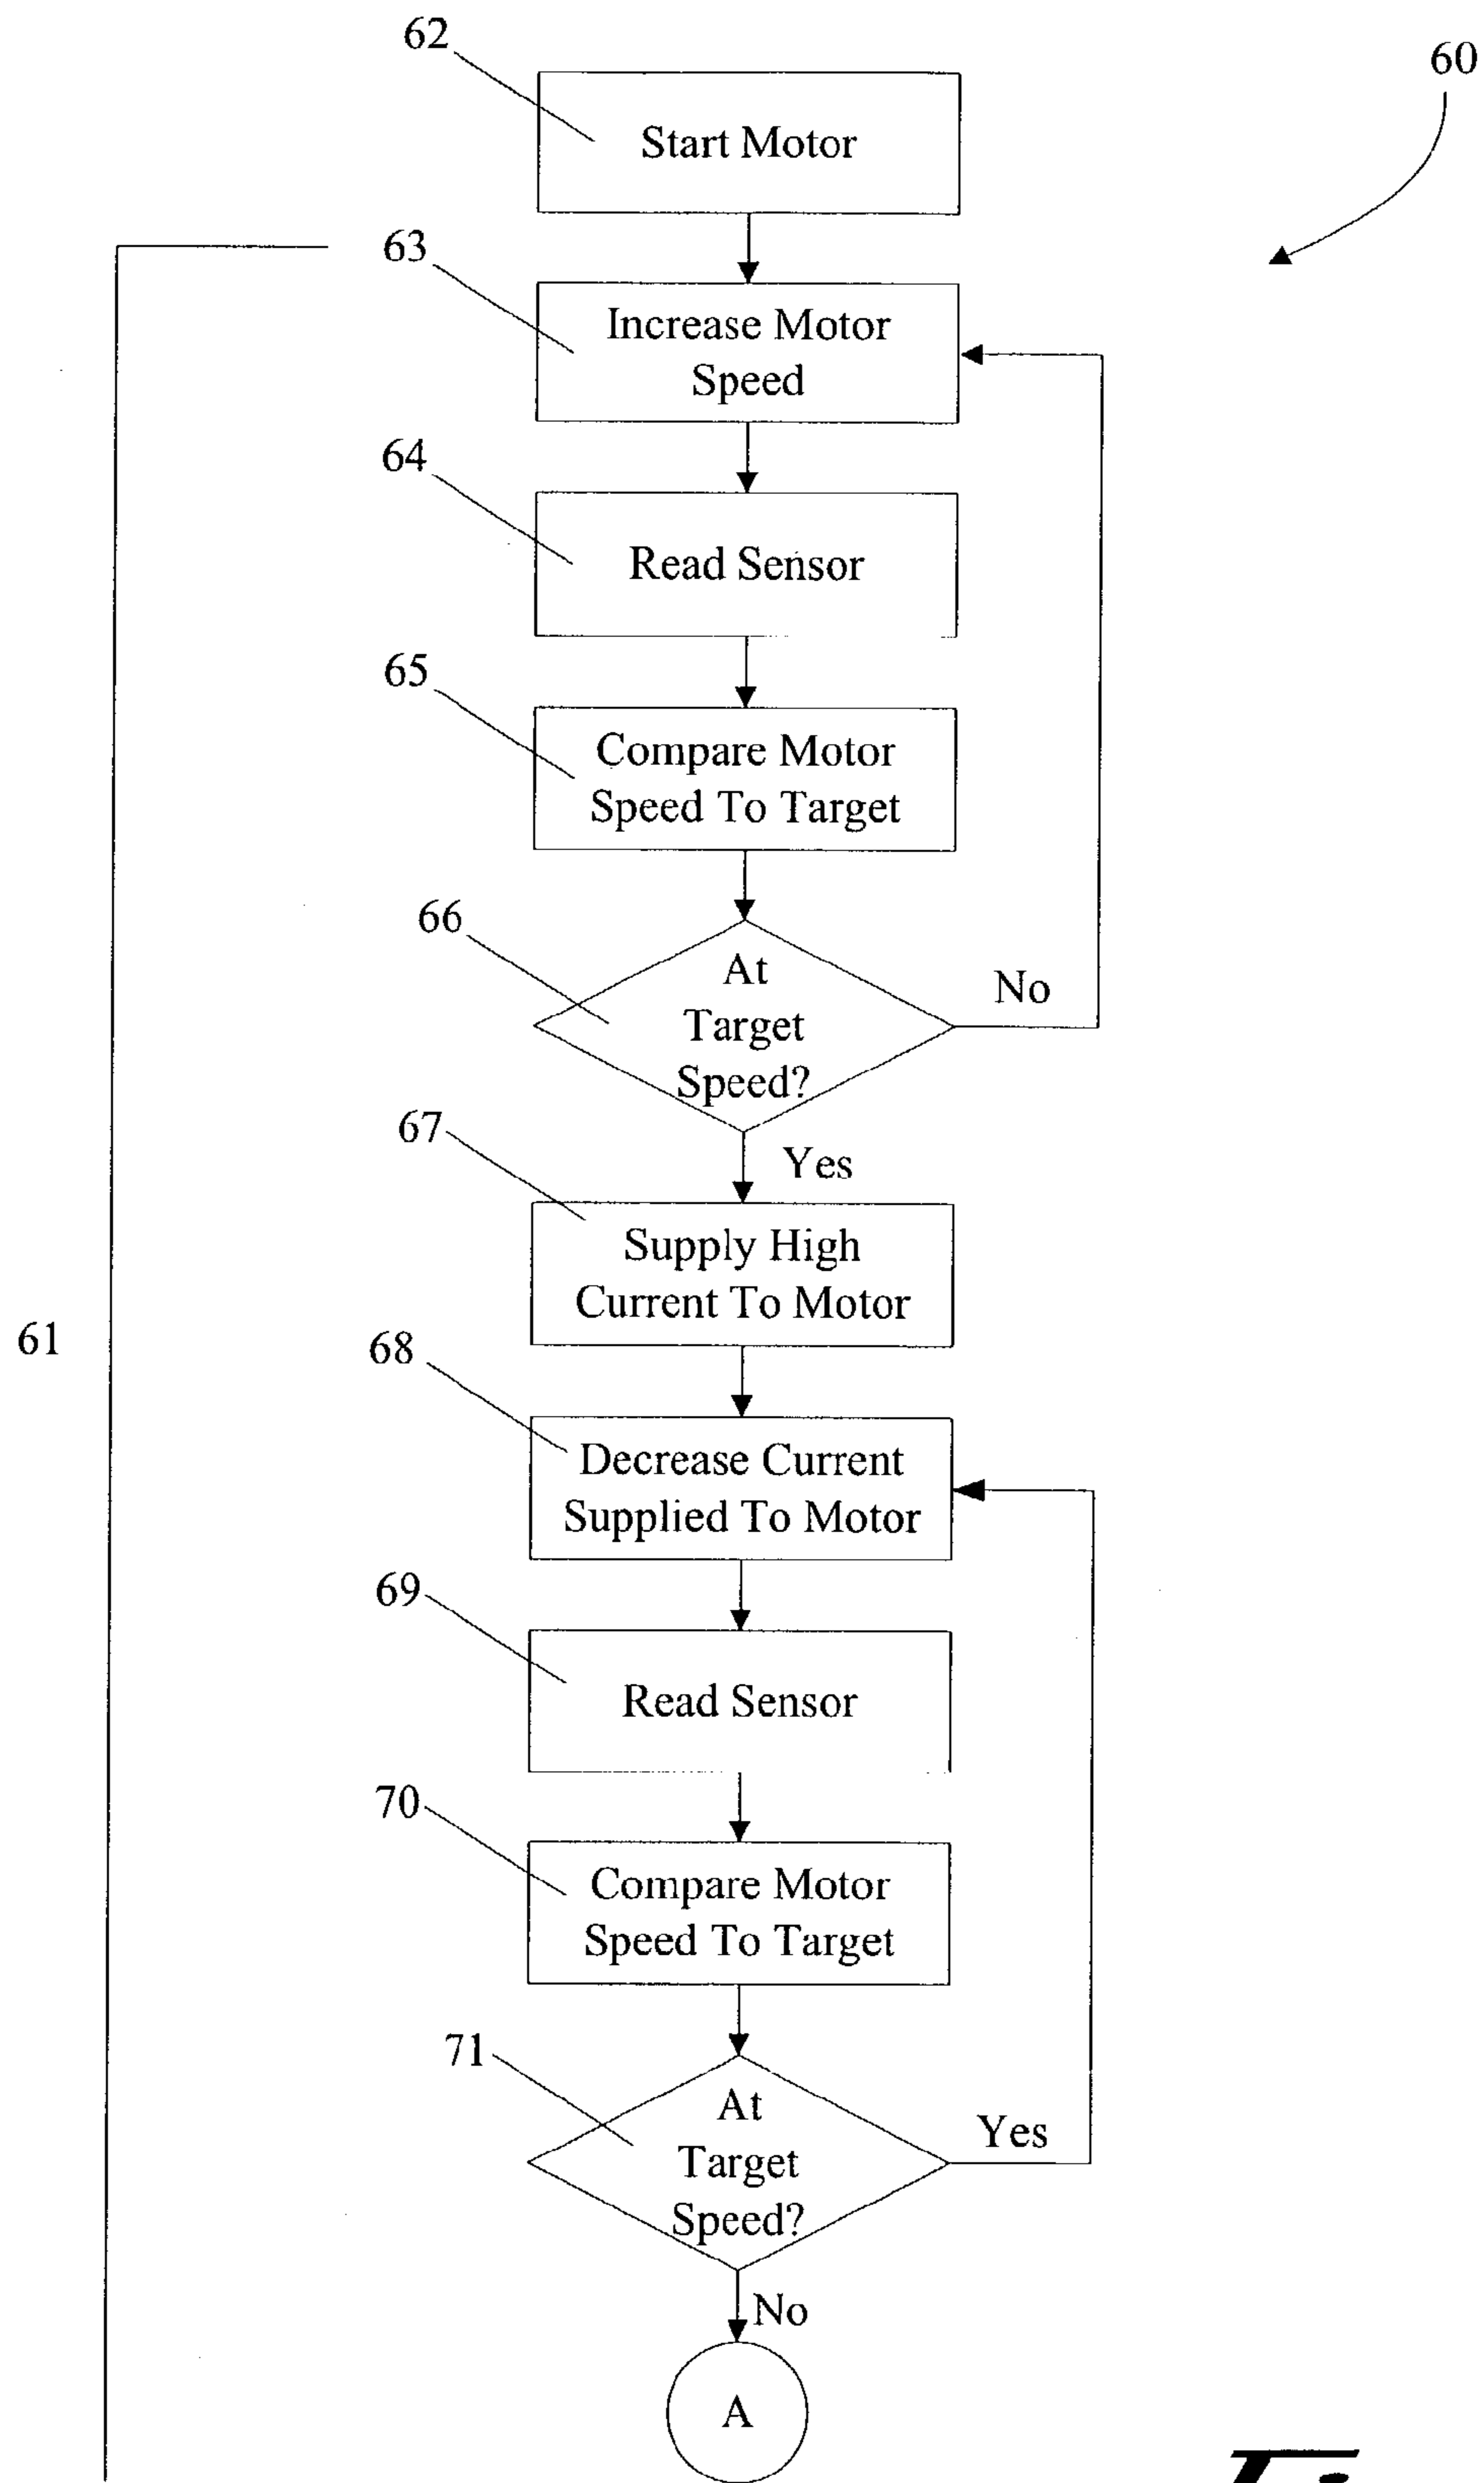 62
60
Start Motor
63
Increase Motor
Speed
64
Read Sensor
65
Compare Motor
Speed To Target
66
At
Target
Speed?
No
67
Yes
Supply High
Current To Motor
61
68
Decrease Current
Supplied To Motor
69
Read Sensor
70
Compare Motor
Speed To Target
71
At
Target
Speed?
Yes
No
A